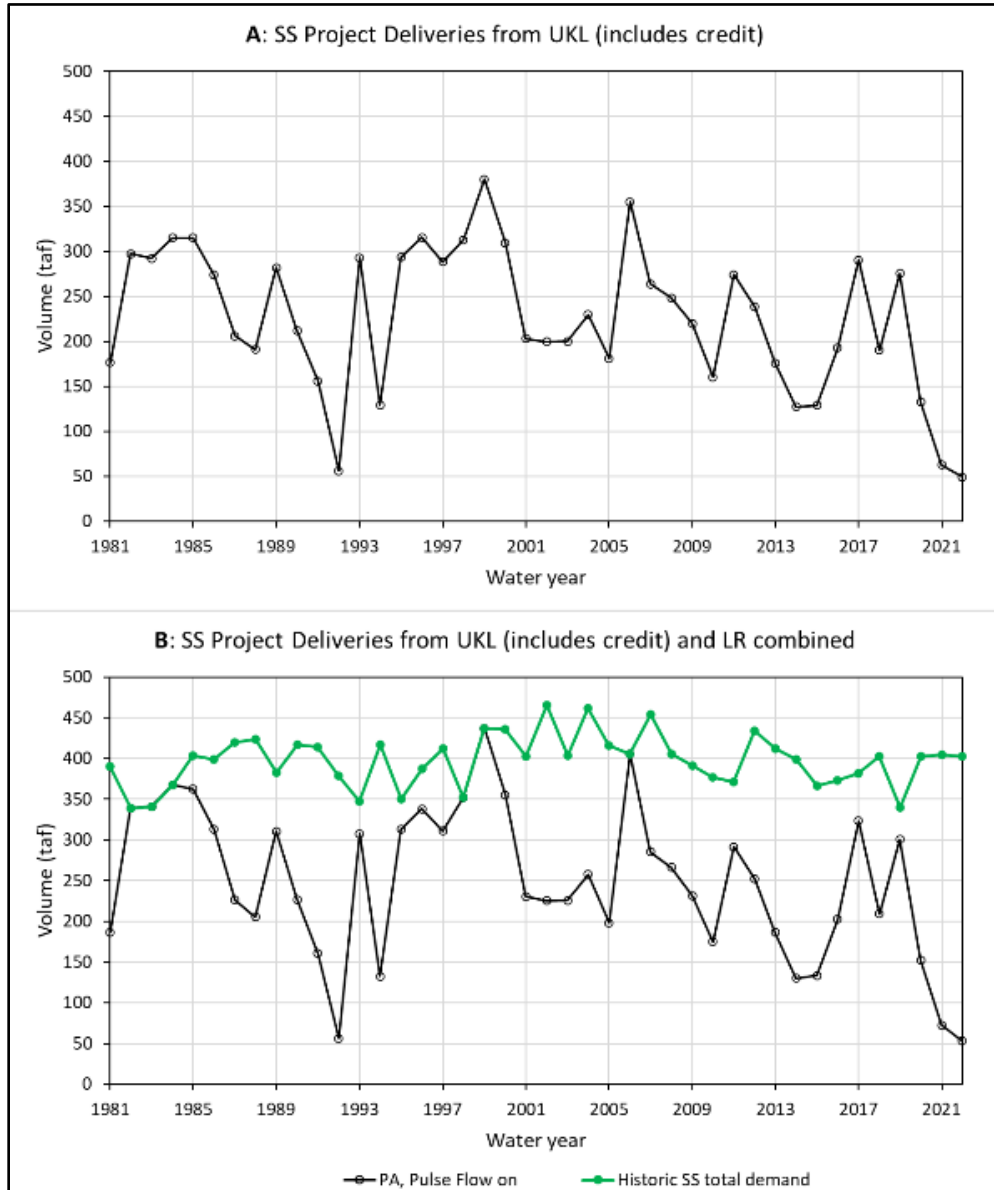 A: SS Project Deliveries from UKL (includes credit)
500
450
400
350
300
250
200
150
100
50
0
Volume (taf)
1981 1985 1989 1993 1997 2001 2005 2009 2013 2017 2021
Water year
B: SS Project Deliveries from UKL (includes credit) and LR combined
500
450
400
350
300
250
200
150
100
50
0
Volume (taf)
1981 1985 1989 1993 1997 2001 2005 2009 2013 2017 2021
Water year
PA, Pulse Flow on Historic SS total demand